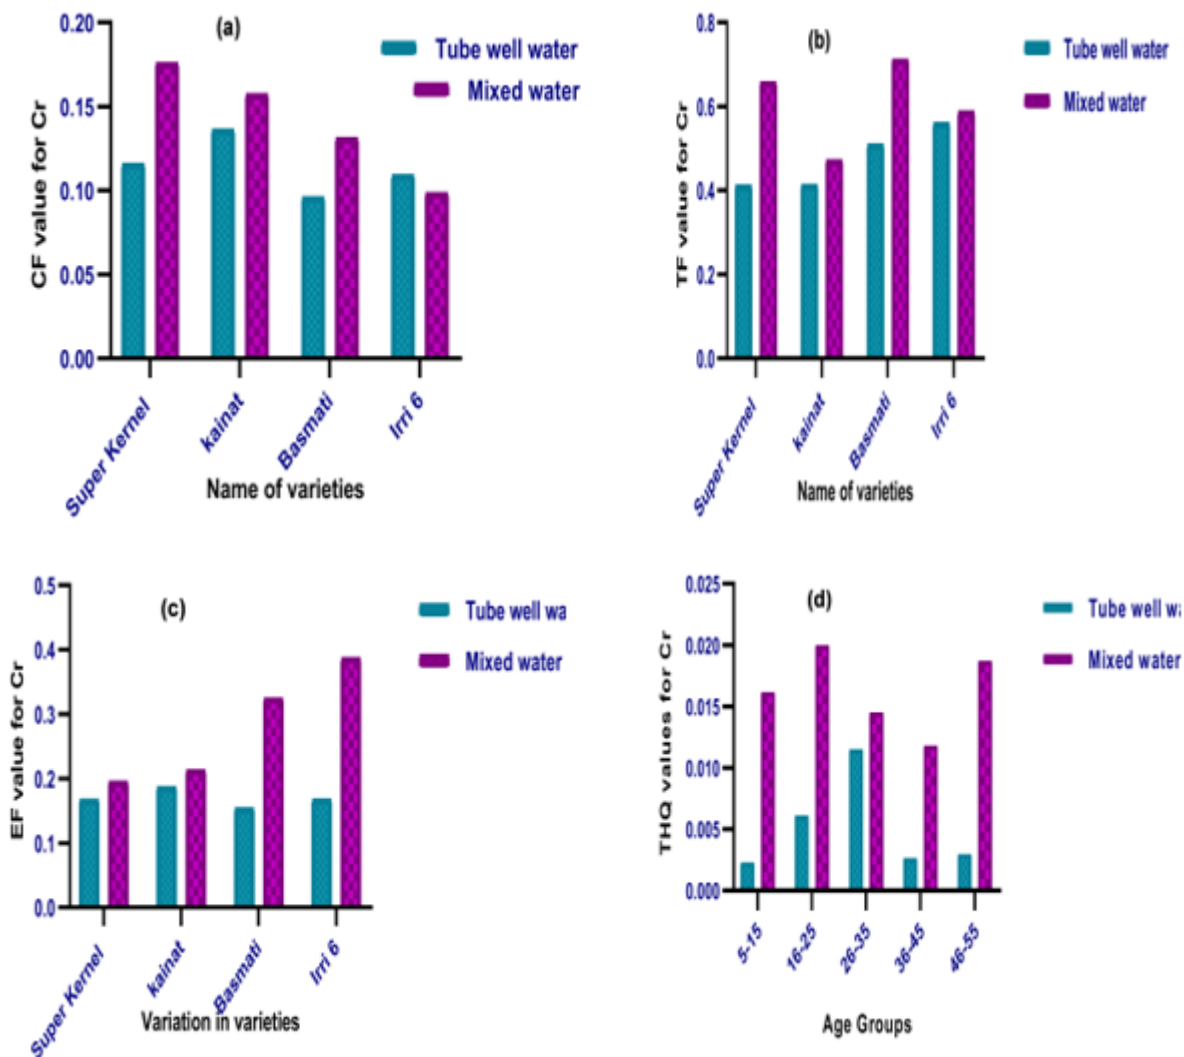 (a)
Tube well water
Mixed water
CF value for Cr
0.20
0.15
0.10
0.05
0.00
Super Kernel
kainat
Basmati
Irri 6
Name of varieties
(b)
Tube well water
Mixed water
TF value for Cr
0.8
0.6
0.4
0.2
0.0
Super Kernel
kainat
Basmati
Irri 6
Name of varieties
(c)
Tube well wa
Mixed water
EF value for Cr
0.5
0.4
0.3
0.2
0.1
0.0
Super Kernel
kainat
Basmati
Irri 6
Variation in varieties
(d)
Tube well wa
Mixed water
THQ values for Cr
0.025
0.020
0.015
0.010
0.005
0.000
5-15
16-25
26-35
36-45
46-55
Age Groups